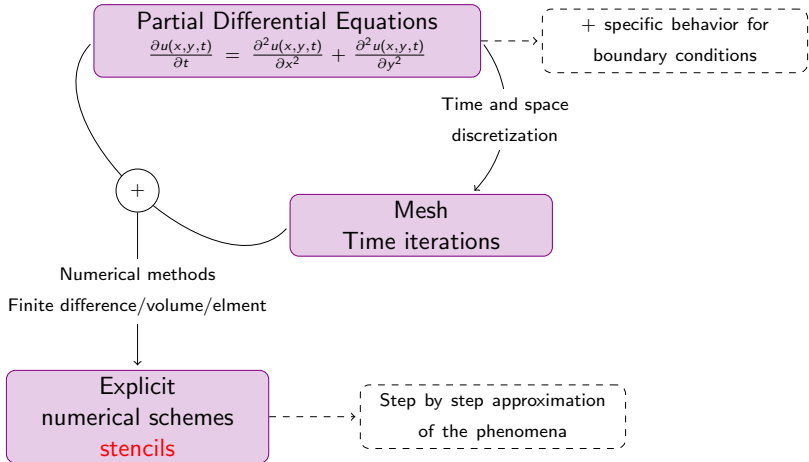 Partial Differential Equations
∂u(x,y,t)/∂t = ∂²u(x,y,t)/∂x² + ∂²u(x,y,t)/∂y²
+ specific behavior for
boundary conditions
Time and space
discretization
+
Mesh
Time iterations
Numerical methods
Finite difference/volume/elment
Explicit
numerical schemes
stencils
Step by step approximation
of the phenomena